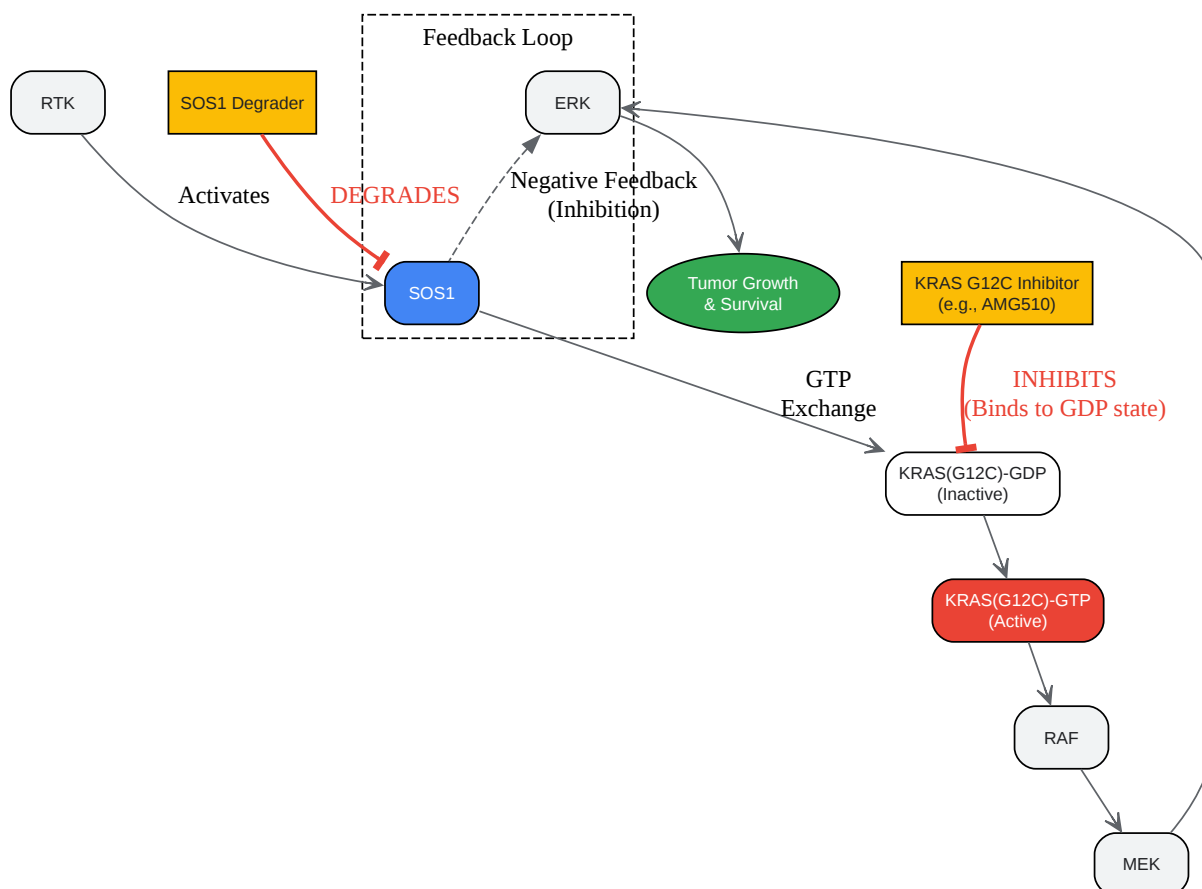 Feedback Loop
RTK
SOS1 Degrader
ERK
Activates
DEGRADES
Negative Feedback
(Inhibition)
SOS1
Tumor Growth
& Survival
KRAS G12C Inhibitor
(e.g., AMG510)
GTP
Exchange
INHIBITS
(Binds to GDP state)
KRAS(G12C)-GDP
(Inactive)
KRAS(G12C)-GTP
(Active)
RAF
MEK